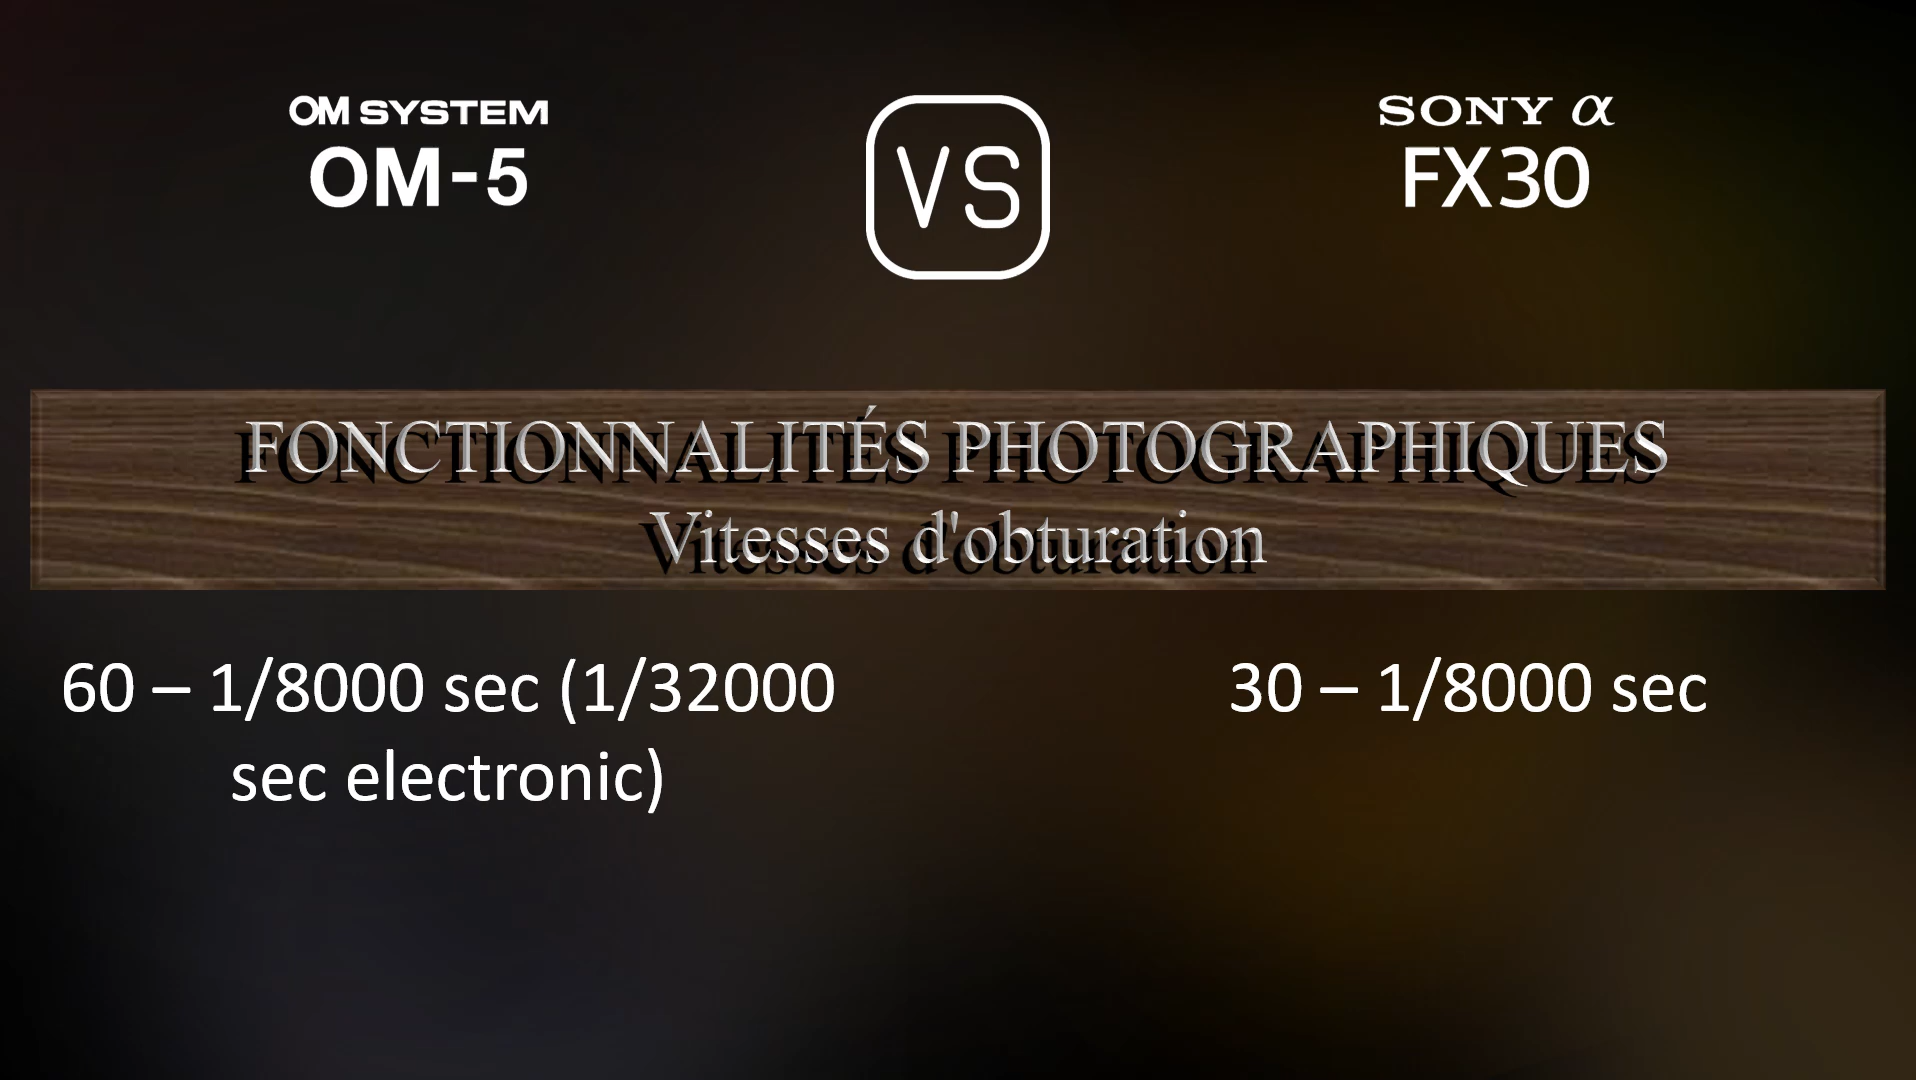 OM SYSTEM
OM-5
VS
SONY α
FX30
FONCTIONNALITÉS PHOTOGRAPHIQUES
Vitesses d'obturation
60 – 1/8000 sec (1/32000
sec electronic)
30 – 1/8000 sec